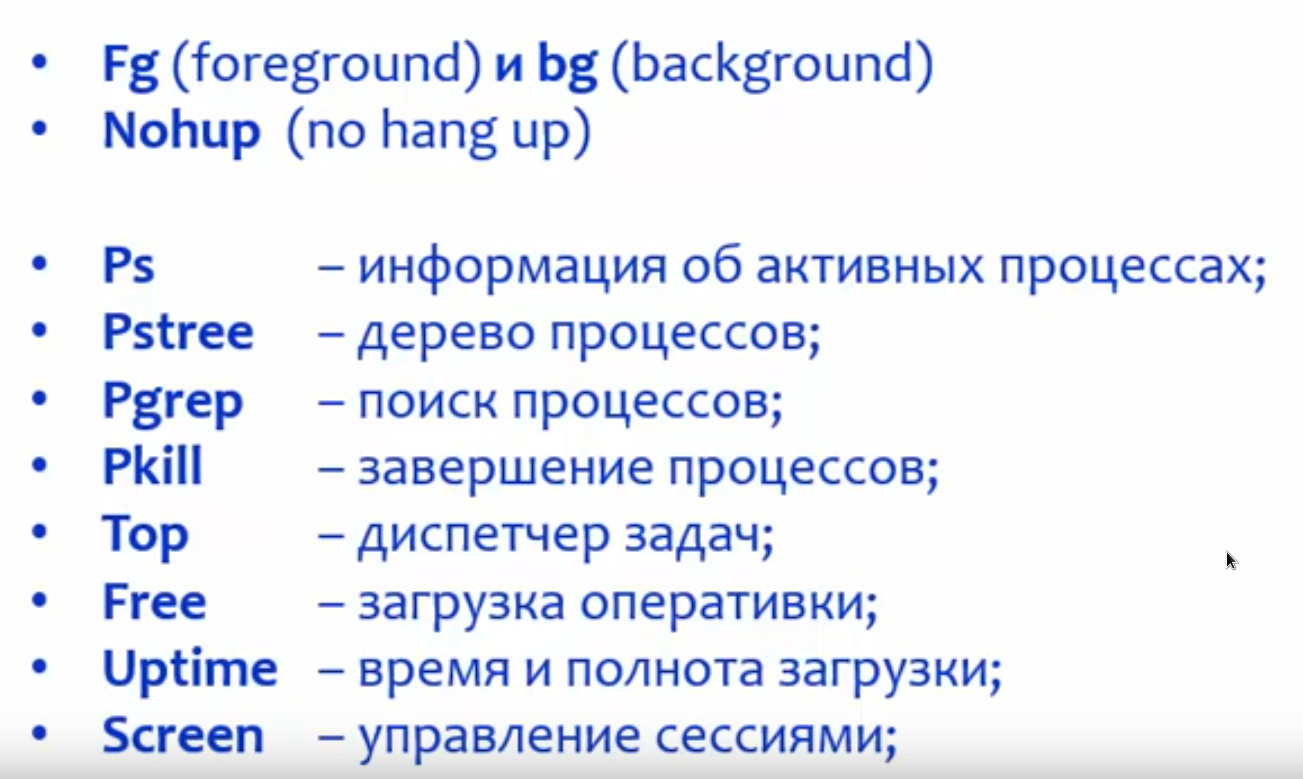 • Fg (foreground) и bg (background)
• Nohup (no hang up)
• Ps – информация об активных процессах;
• Pstree – дерево процессов;
• Pgrep – поиск процессов;
• Pkill – завершение процессов;
• Top – диспетчер задач;
• Free – загрузка оперативки;
• Uptime – время и полнота загрузки;
• Screen – управление сессиями;